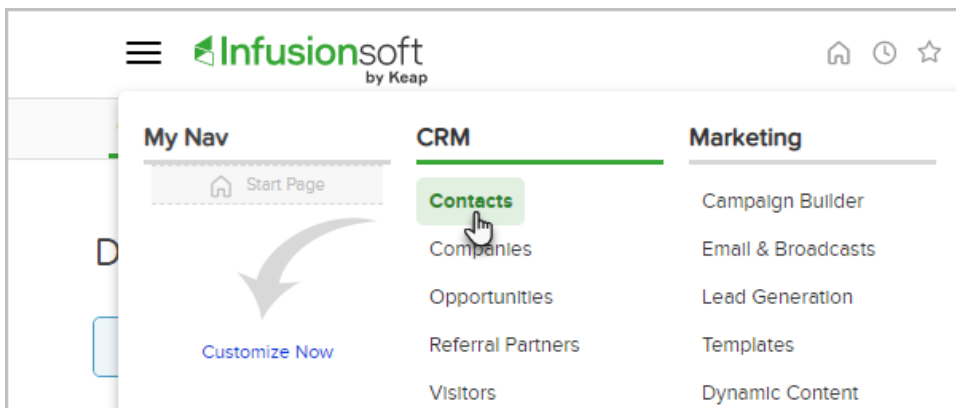 Infusionsoft
by Keap
My Nav
CRM
Marketing
Start Page
Contacts
Campaign Builder
Companies
Email & Broadcasts
Opportunities
Lead Generation
Customize Now
Referral Partners
Templates
Visitors
Dynamic Content
D